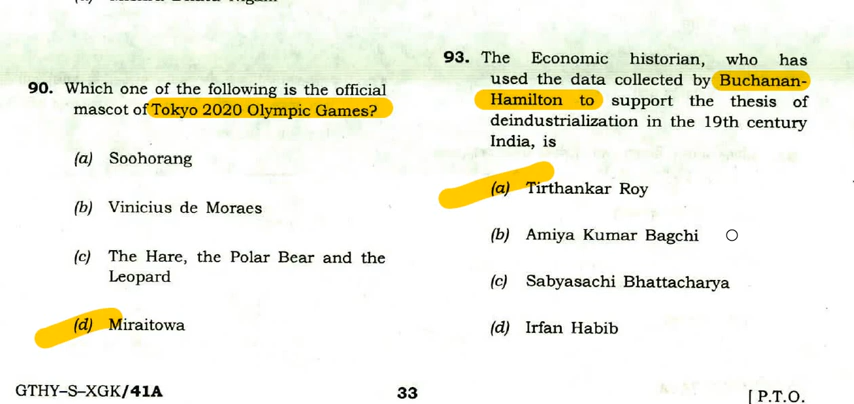 90. Which one of the following is the official
mascot of Tokyo 2020 Olympic Games?
(a) Soohorang
(b) Vinicius de Moraes
(c) The Hare, the Polar Bear and the
Leopard
(d) Miraitowa
93. The Economic historian, who has
used the data collected by Buchanan-
Hamilton to support the thesis of
deindustrialization in the 19th century
India, is
(a) Tirthankar Roy
(b) Amiya Kumar Bagchi
(c) Sabyasachi Bhattacharya
(d) Irfan Habib
GTHY–S–XGK/41A
33
[ P.T.O.